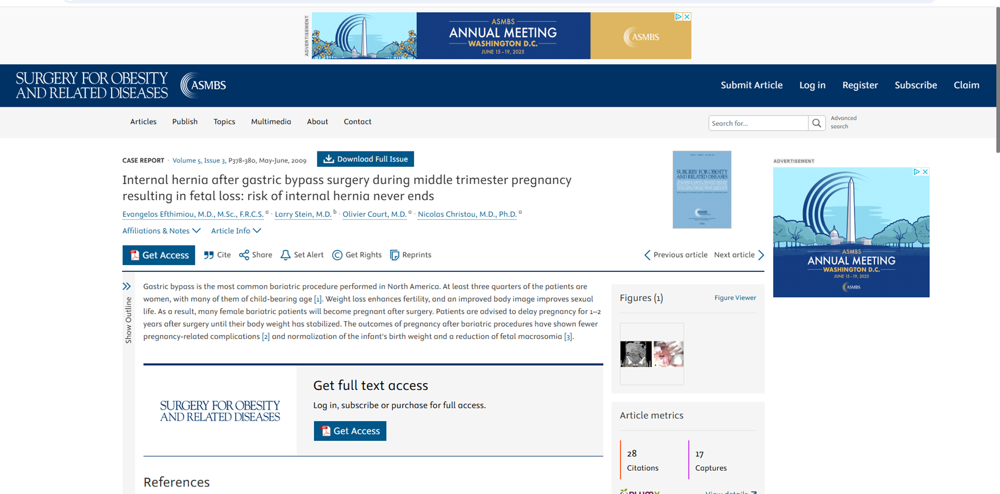 ADVERTISEMENT
ASMBS
ANNUAL MEETING
WASHINGTON D.C.
JUNE 15–19, 2025
ASMBS
SURGERY FOR OBESITY
AND RELATED DISEASES
ASMBS
Submit Article
Log in
Register
Subscribe
Claim
Articles
Publish
Topics
Multimedia
About
Contact
Search for...
Advanced
search
CASE REPORT · Volume 5, Issue 3, P378-380, May-June, 2009
Download Full Issue
Internal hernia after gastric bypass surgery during middle trimester pregnancy
resulting in fetal loss: risk of internal hernia never ends
Evangelos Efthimiou, M.D., M.Sc., F.R.C.S. a · Larry Stein, M.D. b · Olivier Court, M.D. a · Nicolas Christou, M.D., Ph.D. a
Affiliations & Notes
Article Info
Get Access
Cite
Share
Set Alert
Get Rights
Reprints
Previous article
Next article
SURGERY FOR OBESITY
AND RELATED DISEASES
ADVERTISEMENT
ASMBS
ANNUAL MEETING
WASHINGTON D.C.
JUNE 15–19, 2025
ASMBS
Show Outline
Gastric bypass is the most common bariatric procedure performed in North America. At least three quarters of the patients are
women, with many of them of child-bearing age [1]. Weight loss enhances fertility, and an improved body image improves sexual
life. As a result, many female bariatric patients will become pregnant after surgery. Patients are advised to delay pregnancy for 1–2
years after surgery until their body weight has stabilized. The outcomes of pregnancy after bariatric procedures have shown fewer
pregnancy-related complications [2] and normalization of the infant's birth weight and a reduction of fetal macrosomia [3].
SURGERY FOR OBESITY
AND RELATED DISEASES
Get full text access
Log in, subscribe or purchase for full access.
Get Access
References
Figures (1)
Figure Viewer
Article metrics
28
Citations
17
Captures
PLUMX
View details